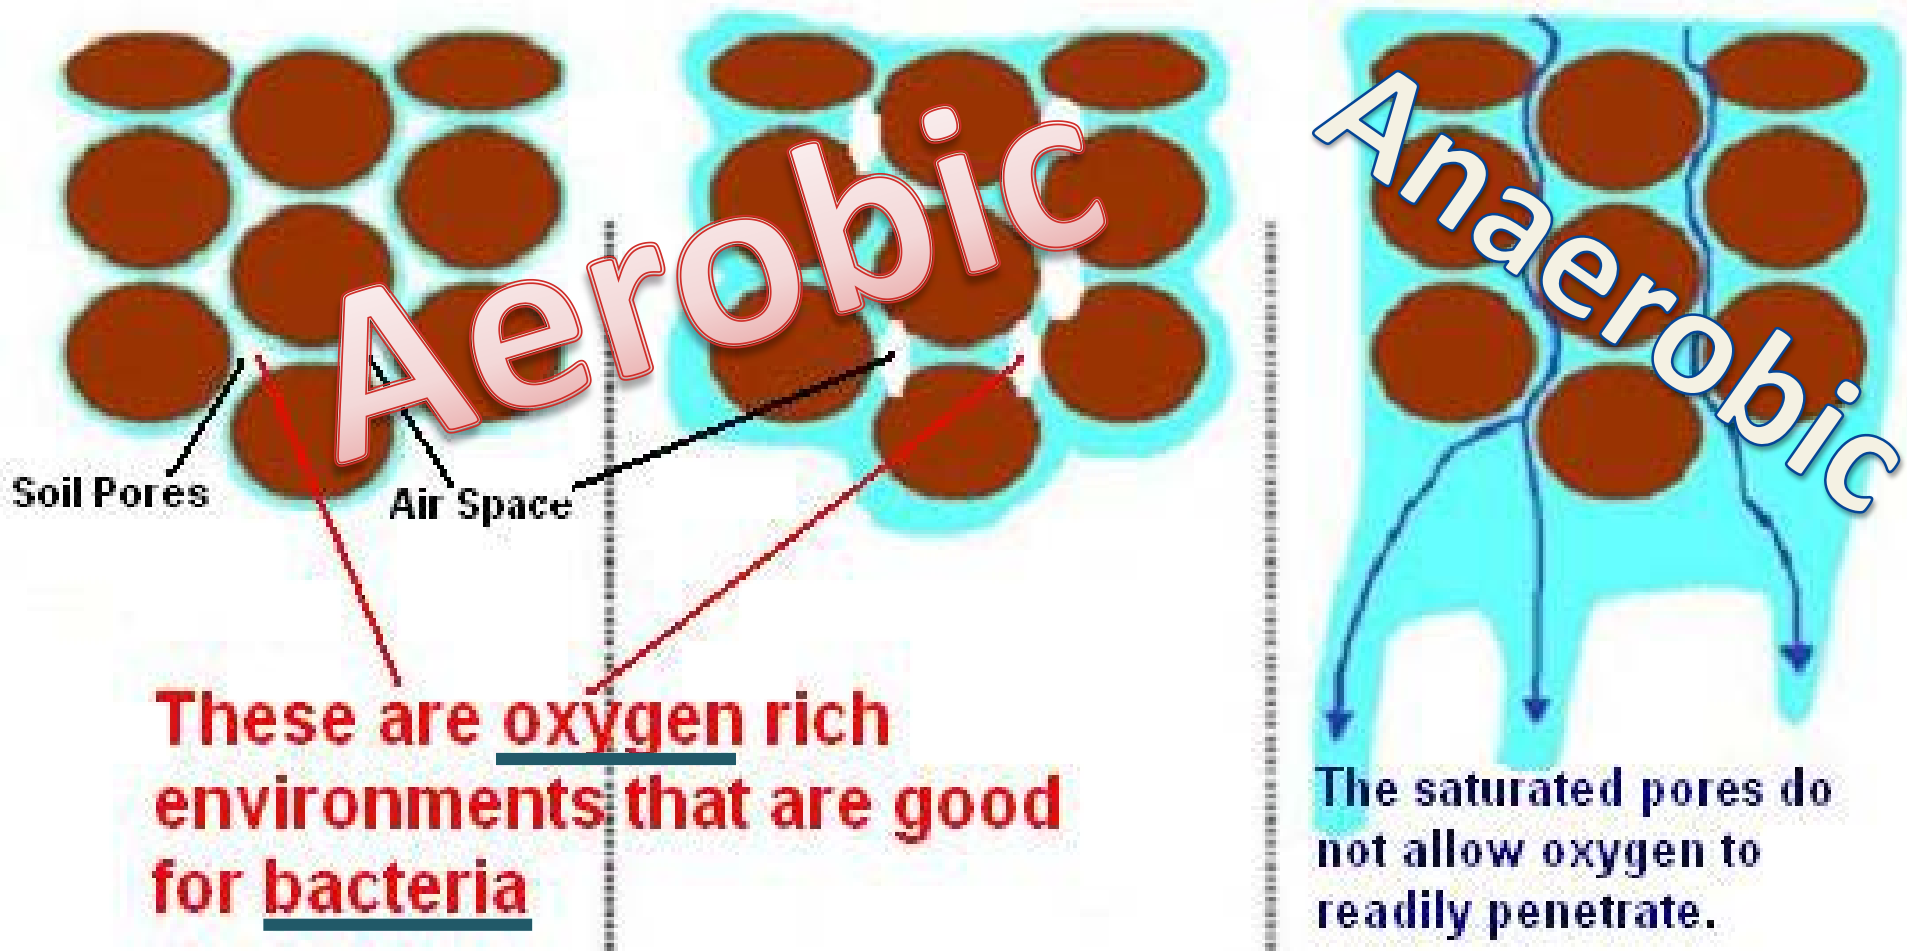 Aerobic
Anaerobic
Soil Pores
Air Space
These are oxygen rich
environments that are good
for bacteria
The saturated pores do
not allow oxygen to
readily penetrate.